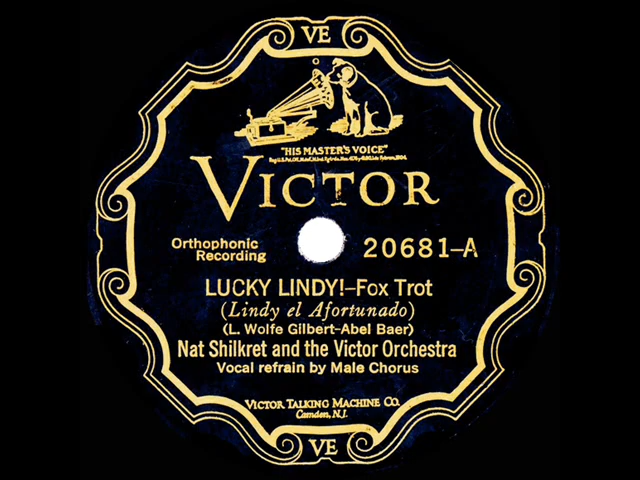 VE
"HIS MASTER'S VOICE"
VICTOR
Orthophonic
Recording
20681-A
LUCKY LINDY!-Fox Trot
(Lindy el Afortunado)
(L. Wolfe Gilbert-Abel Baer)
Nat Shilkret and the Victor Orchestra
Vocal refrain by Male Chorus
VICTOR TALKING MACHINE CO.
Camden, N.J.
VE